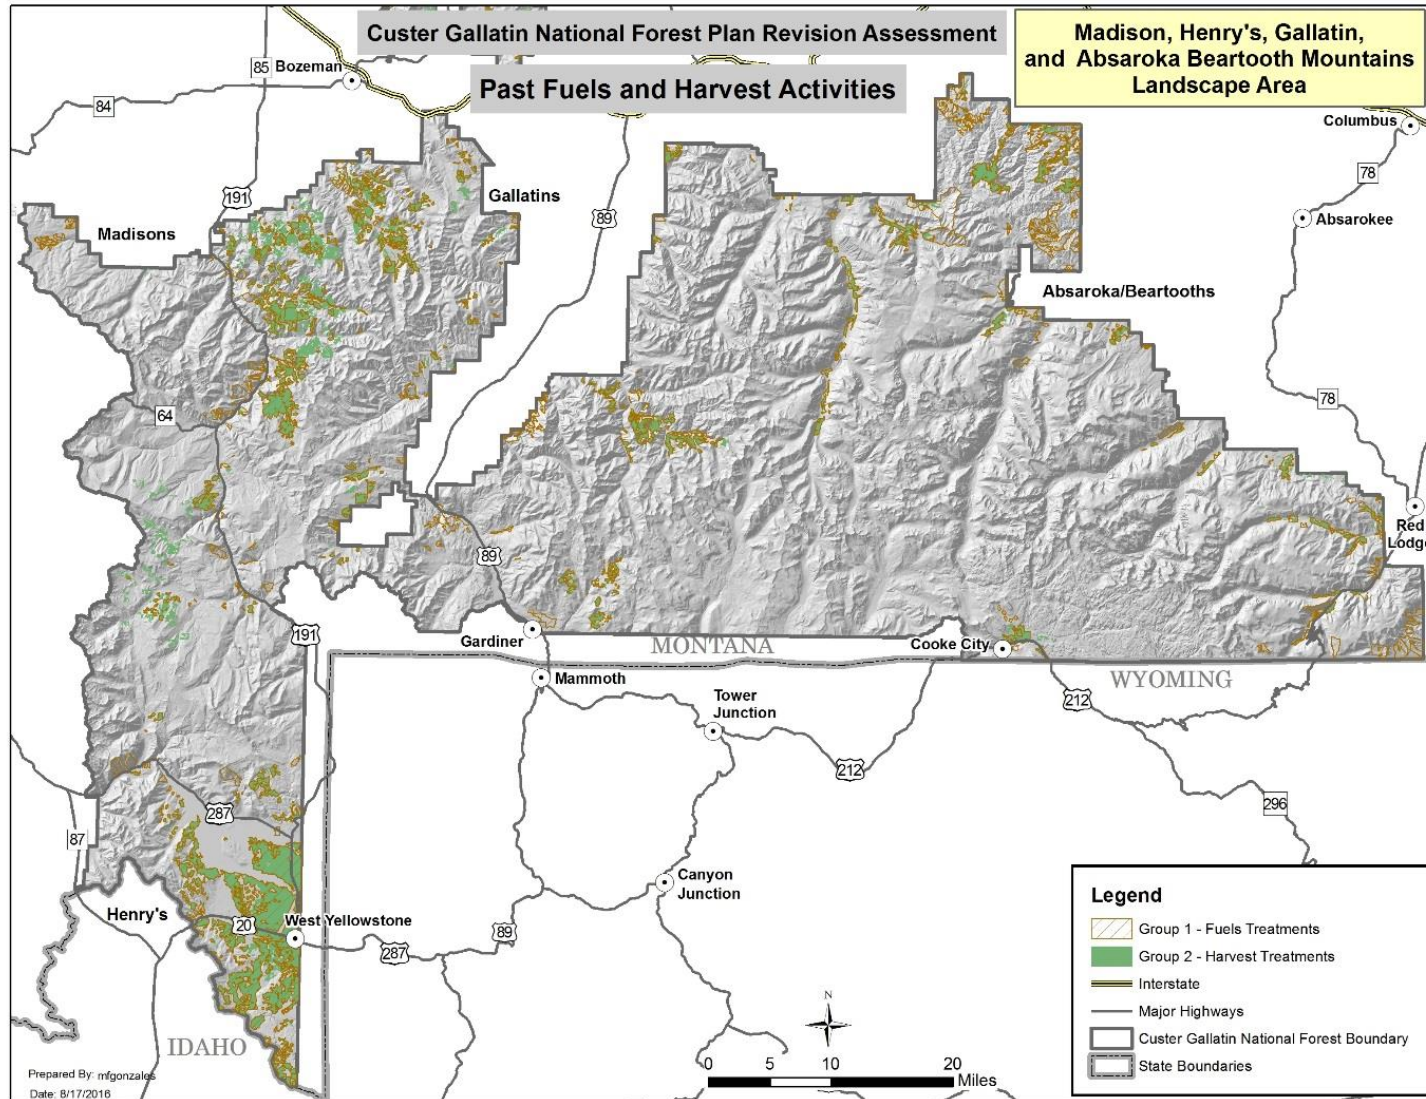 Custer Gallatin National Forest Plan Revision Assessment
Past Fuels and Harvest Activities
Madison, Henry's, Gallatin,
and Absaroka Beartooth Mountains
Landscape Area
85
Bozeman
84
Columbus
78
191
Gallatins
89
Absarokee
Madisons
Absaroka/Beartooths
78
64
Red
Lodge
89
191
Gardiner
MONTANA
Cooke City
Mammoth
WYOMING
212
Tower
Junction
212
287
296
87
Canyon
Junction
Henry's
20
West Yellowstone
89
287
IDAHO
N
0 5 10 20
Miles
Legend
Group 1 - Fuels Treatments
Group 2 - Harvest Treatments
Interstate
Major Highways
Custer Gallatin National Forest Boundary
State Boundaries
Prepared By: mfgonzales
Date: 8/17/2016